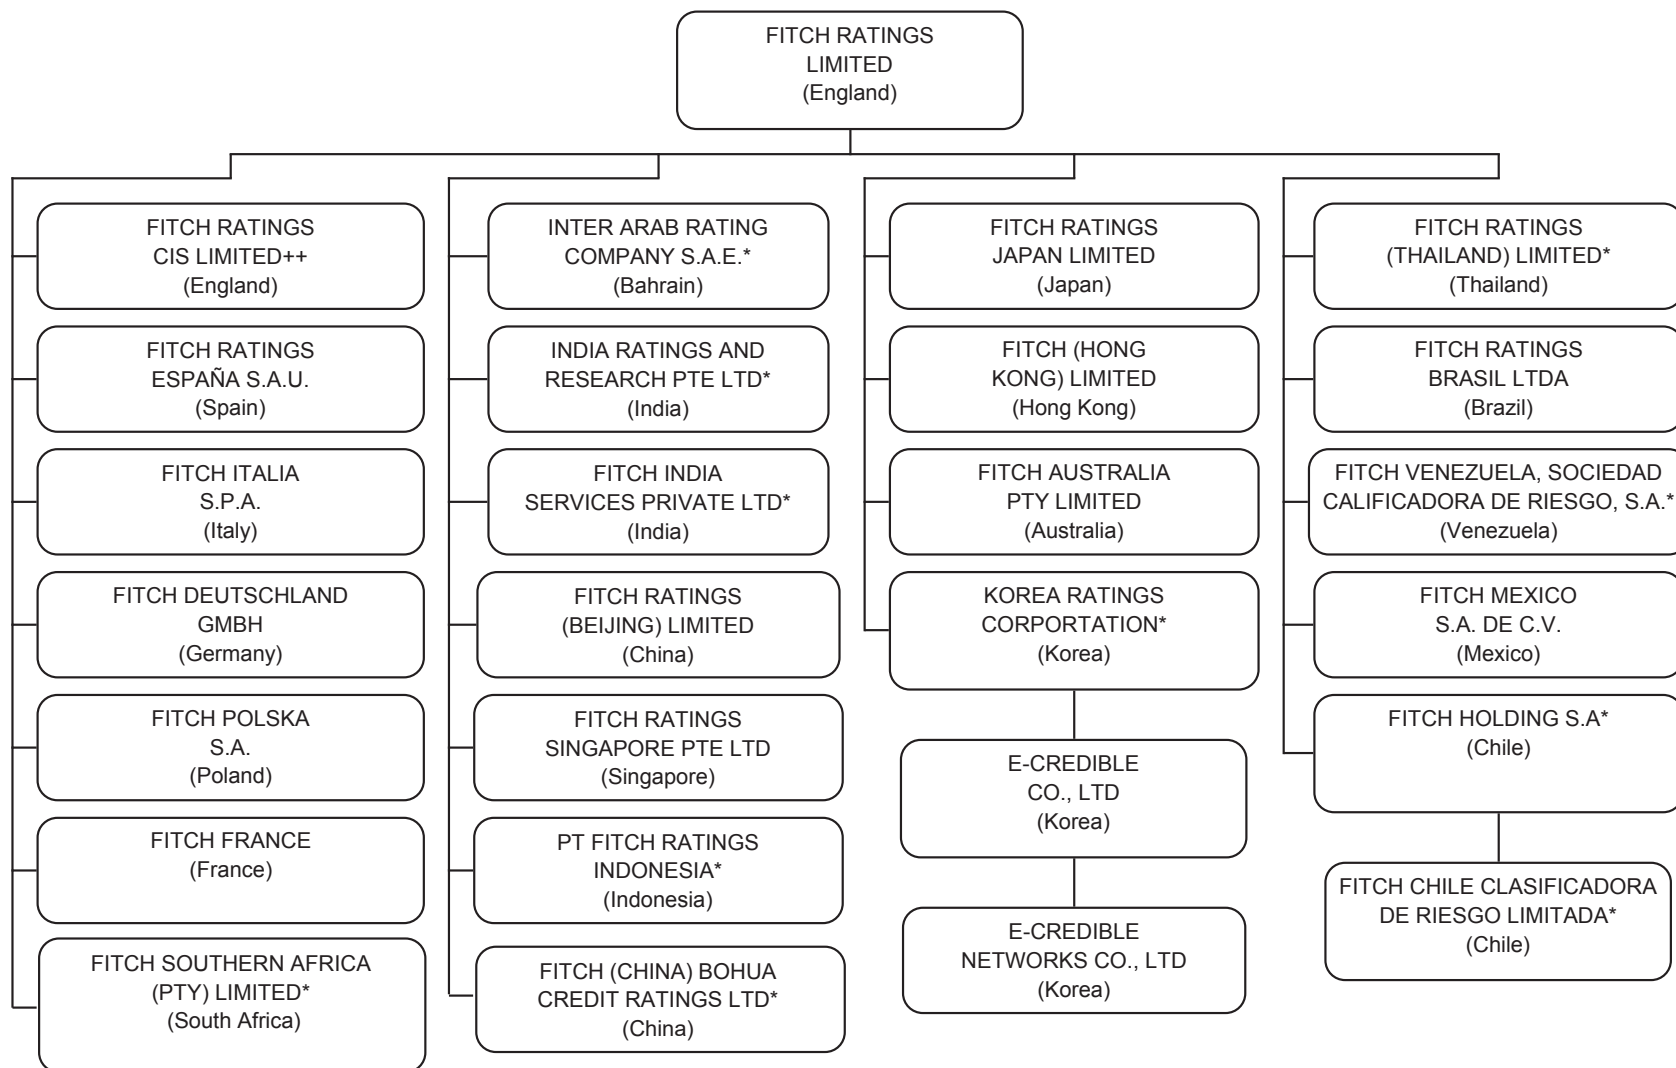 FITCH RATINGS
LIMITED
(England)
FITCH RATINGS
CIS LIMITED++
(England)
FITCH RATINGS
ESPAÑA S.A.U.
(Spain)
FITCH ITALIA
S.P.A.
(Italy)
FITCH DEUTSCHLAND
GMBH
(Germany)
FITCH POLSKA
S.A.
(Poland)
FITCH FRANCE
(France)
FITCH SOUTHERN AFRICA
(PTY) LIMITED*
(South Africa)
INTER ARAB RATING
COMPANY S.A.E.*
(Bahrain)
INDIA RATINGS AND
RESEARCH PTE LTD*
(India)
FITCH INDIA
SERVICES PRIVATE LTD*
(India)
FITCH RATINGS
(BEIJING) LIMITED
(China)
FITCH RATINGS
SINGAPORE PTE LTD
(Singapore)
PT FITCH RATINGS
INDONESIA*
(Indonesia)
FITCH (CHINA) BOHUA
CREDIT RATINGS LTD*
(China)
FITCH RATINGS
JAPAN LIMITED
(Japan)
FITCH (HONG
KONG) LIMITED
(Hong Kong)
FITCH AUSTRALIA
PTY LIMITED
(Australia)
KOREA RATINGS
CORPORTATION*
(Korea)
E-CREDIBLE
CO., LTD
(Korea)
E-CREDIBLE
NETWORKS CO., LTD
(Korea)
FITCH RATINGS
(THAILAND) LIMITED*
(Thailand)
FITCH RATINGS
BRASIL LTDA
(Brazil)
FITCH VENEZUELA, SOCIEDAD
CALIFICADORA DE RIESGO, S.A.*
(Venezuela)
FITCH MEXICO
S.A. DE C.V.
(Mexico)
FITCH HOLDING S.A*
(Chile)
FITCH CHILE CLASIFICADORA
DE RIESGO LIMITADA*
(Chile)